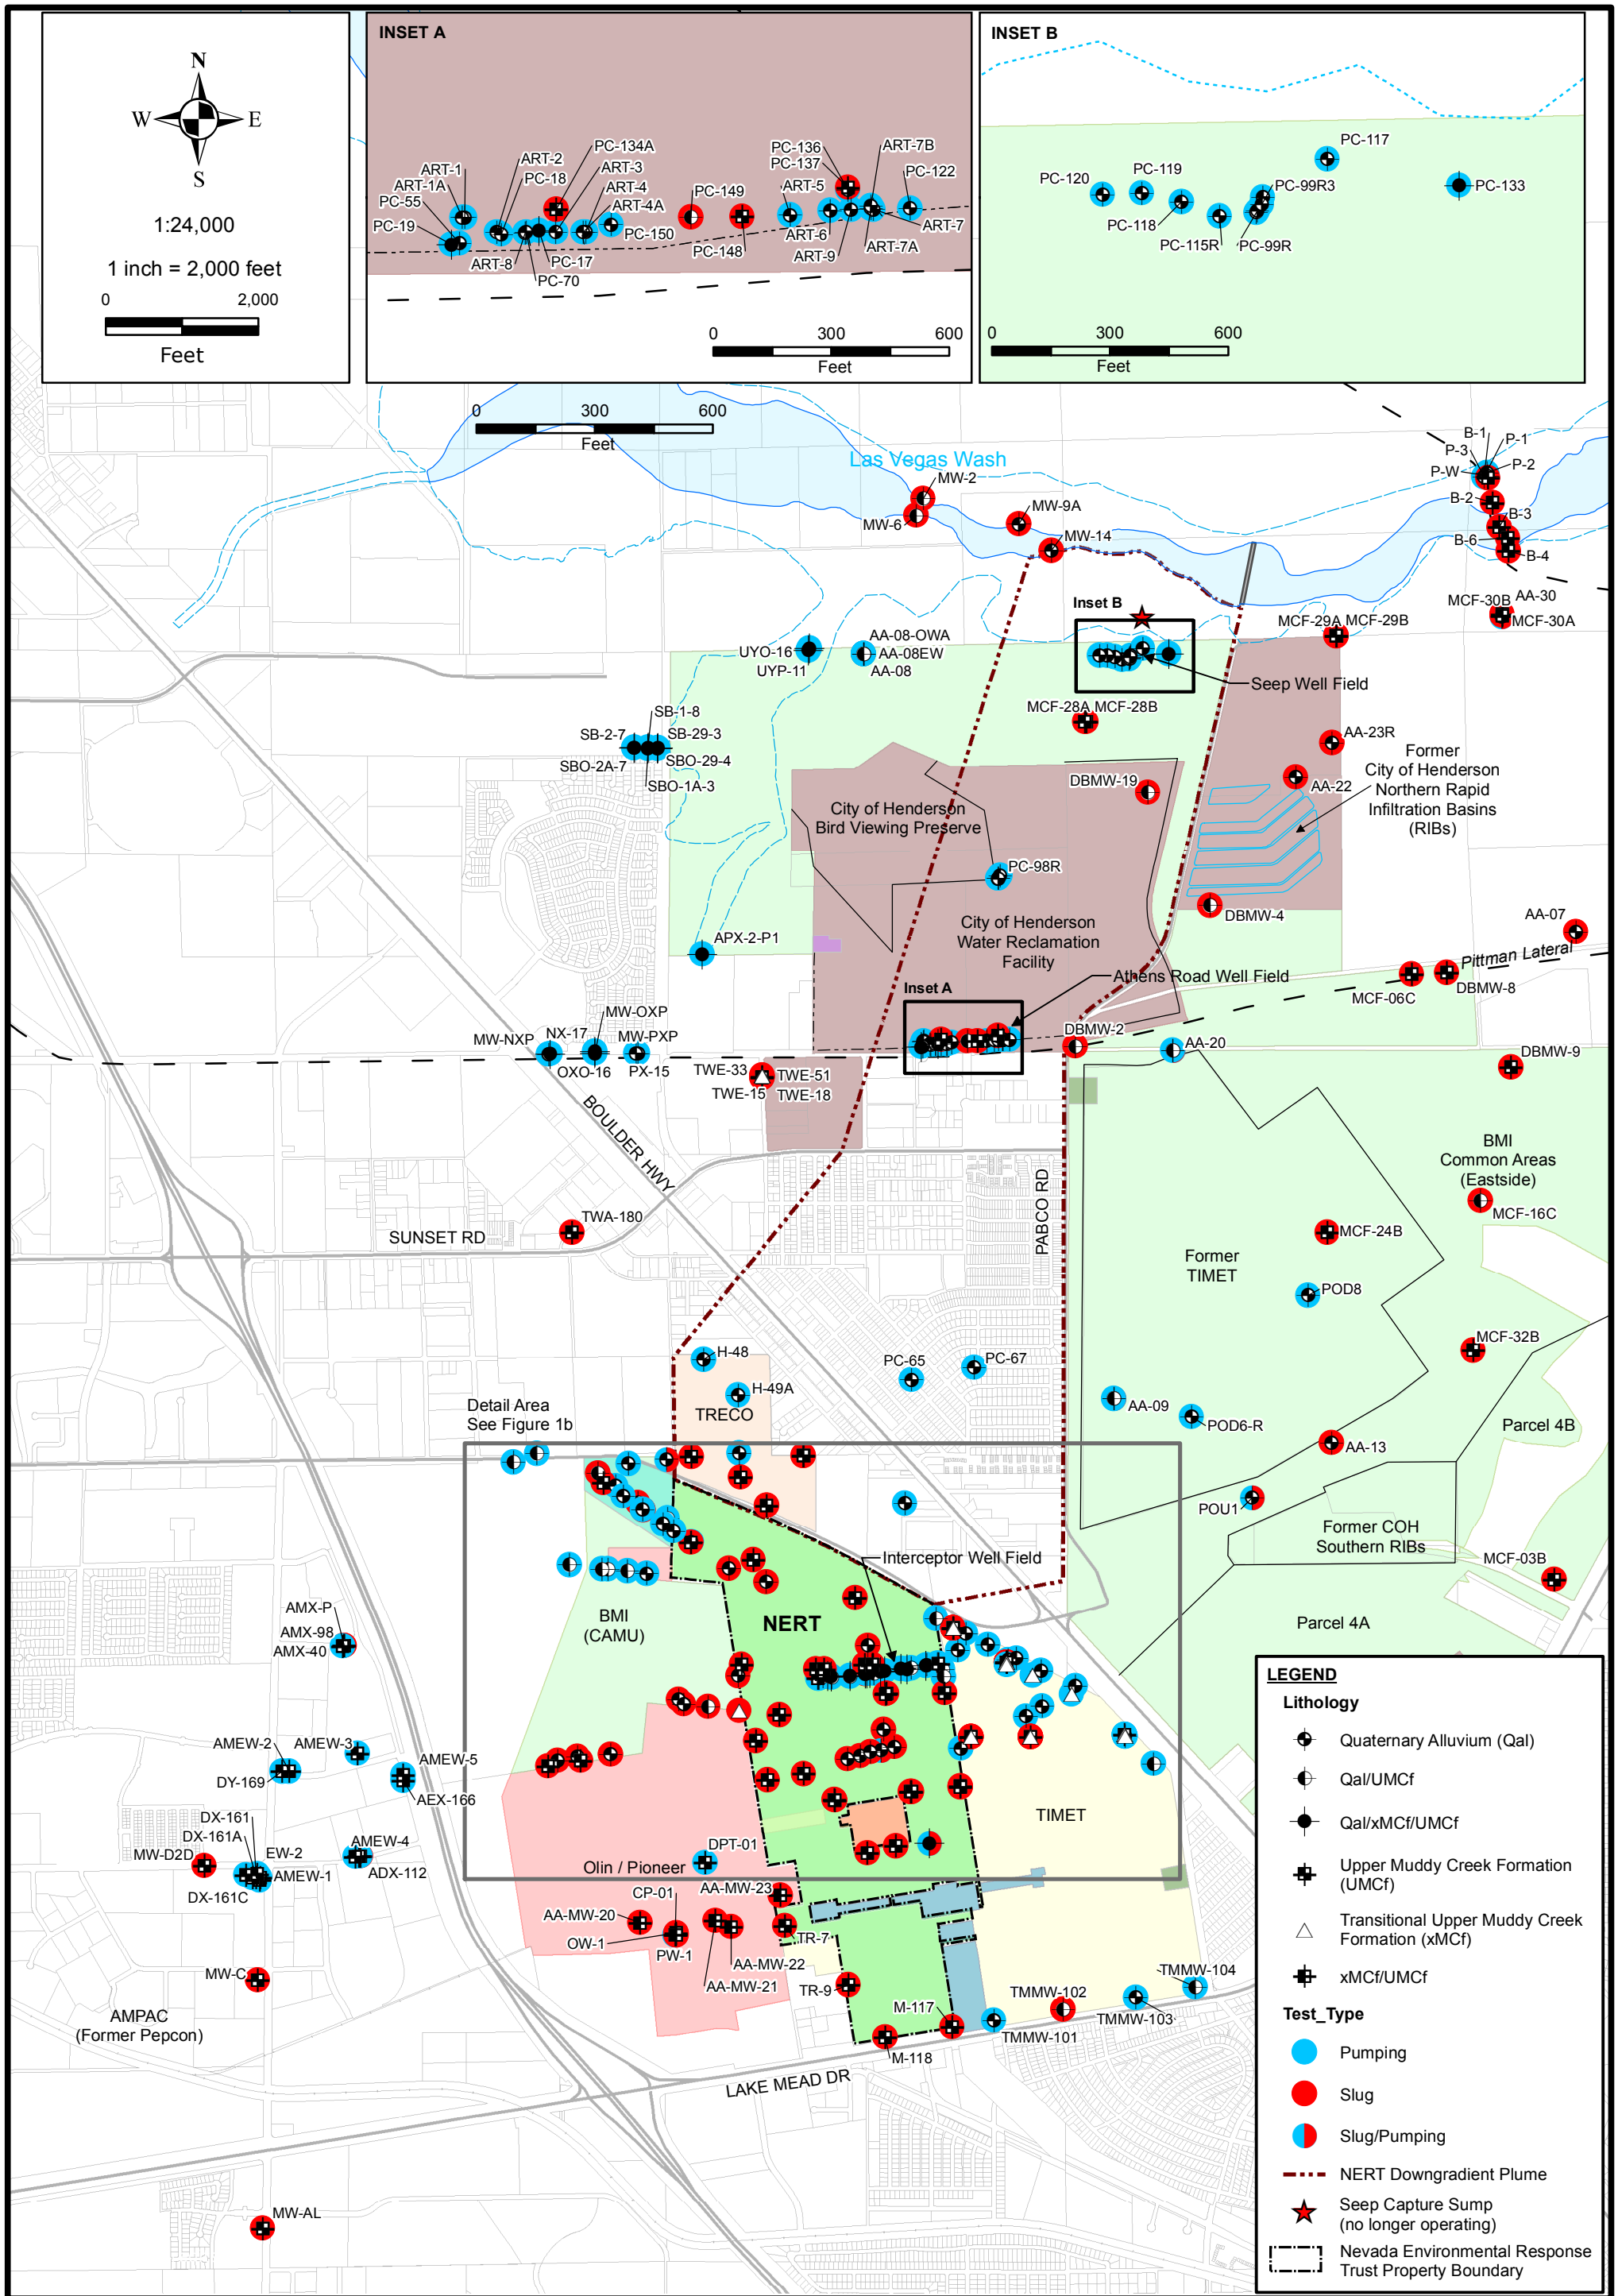 N
W
E
S
1:24,000
1 inch = 2,000 feet
0
2,000
Feet
INSET A
PC-134A
ART-2
ART-3
ART-1
PC-18
ART-4
ART-1A
ART-4A
PC-55
PC-19
PC-150
ART-8
PC-17
PC-70
PC-149
PC-148
PC-136
PC-137
ART-7B
PC-122
ART-5
ART-6
ART-7
ART-9
ART-7A
0
300
600
Feet
INSET B
PC-117
PC-119
PC-120
PC-99R3
PC-133
PC-118
PC-115R
PC-99R
0
300
600
Feet
0
300
600
Feet
Las Vegas Wash
MW-2
MW-6
MW-9A
MW-14
B-1
P-1
P-3
P-2
P-W
B-2
B-3
B-6
B-4
MCF-30B
AA-30
MCF-30A
Inset B
MCF-29A
MCF-29B
AA-08-OWA
AA-08EW
AA-08
UYO-16
UYP-11
Seep Well Field
MCF-28A
MCF-28B
SB-1-8
SB-2-7
SB-29-3
SBO-2A-7
SBO-29-4
SBO-1A-3
AA-23R
AA-22
Former
City of Henderson
Northern Rapid
Infiltration Basins
(RIBs)
DBMW-19
City of Henderson
Bird Viewing Preserve
PC-98R
DBMW-4
AA-07
City of Henderson
Water Reclamation
Facility
APX-2-P1
Pittman Lateral
Athens Road Well Field
Inset A
MCF-06C
DBMW-8
DBMW-2
AA-20
DBMW-9
MW-OXP
NX-17
MW-NXP
MW-PXP
OXO-16
PX-15
TWE-33
TWE-51
TWE-15
TWE-18
BOULDER HWY
PABCO RD
BMI
Common Areas
(Eastside)
MCF-16C
TWA-180
SUNSET RD
MCF-24B
Former
TIMET
POD8
MCF-32B
H-48
PC-65
PC-67
H-49A
AA-09
POD6-R
TRECO
Detail Area
See Figure 1b
Parcel 4B
AA-13
POU1
Former COH
Southern RIBs
MCF-03B
Interceptor Well Field
BMI
(CAMU)
NERT
Parcel 4A
AMX-P
AMX-98
AMX-40
AMEW-2
AMEW-3
AMEW-5
DY-169
AEX-166
DX-161
DX-161A
EW-2
AMEW-4
MW-D2D
AMEW-1
ADX-112
DX-161C
TIMET
DPT-01
Olin / Pioneer
CP-01
AA-MW-23
AA-MW-20
OW-1
PW-1
TR-7
AA-MW-22
AA-MW-21
MW-C
AMPAC
(Former Pepcon)
TR-9
M-117
M-118
TMMW-104
TMMW-102
TMMW-103
TMMW-101
LAKE MEAD DR
MW-AL
LEGEND
Lithology
Quaternary Alluvium (Qal)
Qal/UMCf
Qal/xMCf/UMCf
Upper Muddy Creek Formation
(UMCf)
Transitional Upper Muddy Creek
Formation (xMCf)
xMCf/UMCf
Test_Type
Pumping
Slug
Slug/Pumping
NERT Downgradient Plume
Seep Capture Sump
(no longer operating)
Nevada Environmental Response
Trust Property Boundary